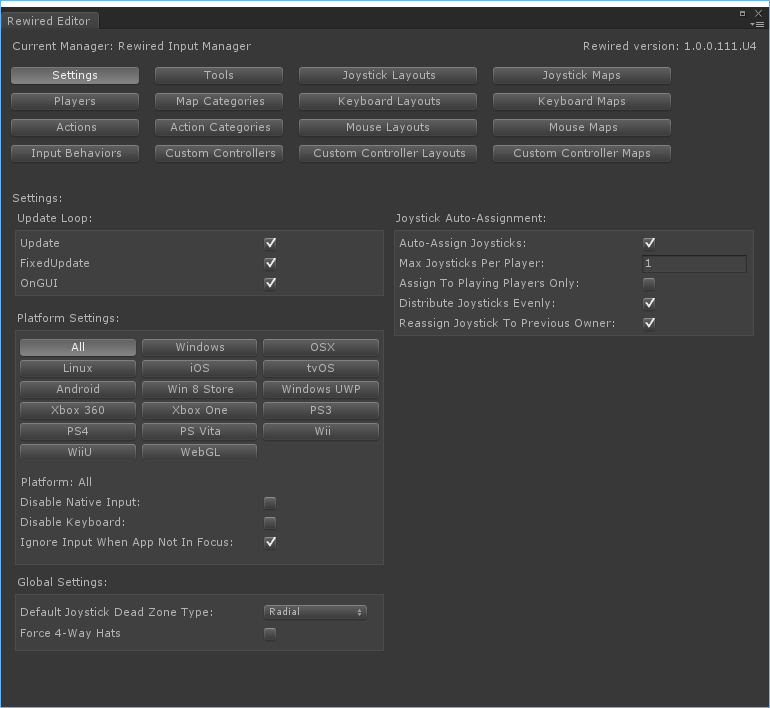 Rewired Editor
Current Manager: Rewired Input Manager
Rewired version: 1.0.0.111.U4
Settings
Tools
Joystick Layouts
Joystick Maps
Players
Map Categories
Keyboard Layouts
Keyboard Maps
Actions
Action Categories
Mouse Layouts
Mouse Maps
Input Behaviors
Custom Controllers
Custom Controller Layouts
Custom Controller Maps
Settings:
Update Loop:
Update
FixedUpdate
OnGUI
Platform Settings:
All
Windows
OSX
Linux
iOS
tvOS
Android
Win 8 Store
Windows UWP
Xbox 360
Xbox One
PS3
PS4
PS Vita
Wii
WiiU
WebGL
Platform: All
Disable Native Input:
Disable Keyboard:
Ignore Input When App Not In Focus:
Global Settings:
Default Joystick Dead Zone Type:
Radial
Force 4-Way Hats
Joystick Auto-Assignment:
Auto-Assign Joysticks:
Max Joysticks Per Player:
1
Assign To Playing Players Only:
Distribute Joysticks Evenly:
Reassign Joystick To Previous Owner: